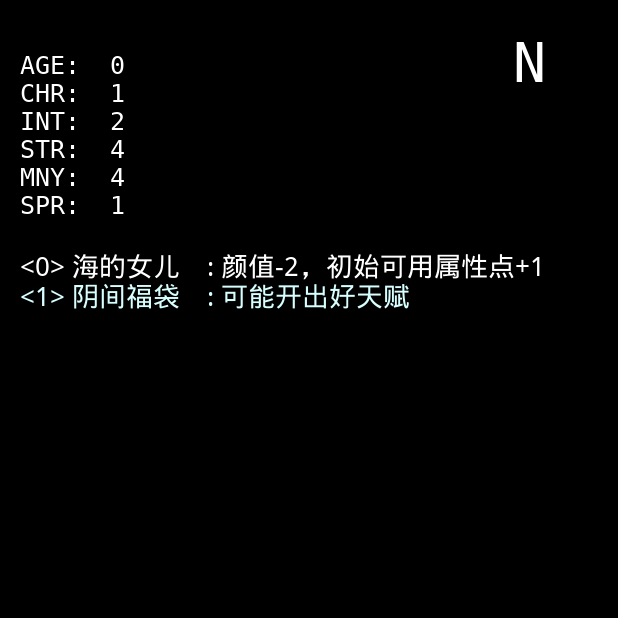 N
AGE: 0
CHR: 1
INT: 2
STR: 4
MNY: 4
SPR: 1
<0> 海的女儿 : 颜值-2，初始可用属性点+1
<1> 阴间福袋 : 可能开出好天赋